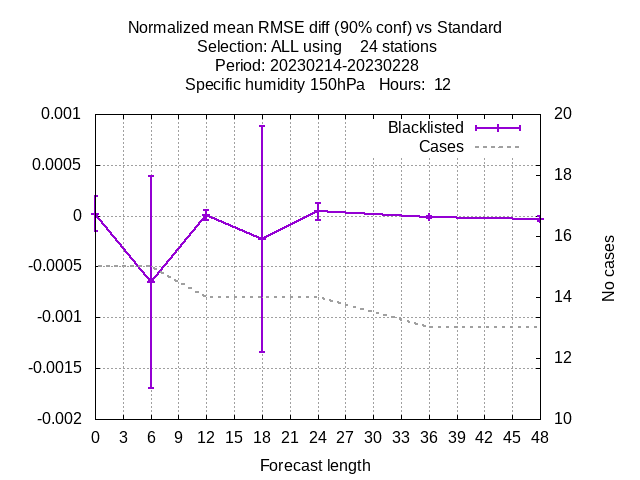 Normalized mean RMSE diff (90% conf) vs Standard
Selection: ALL using    24 stations
Period: 20230214-20230228
Specific humidity 150hPa   Hours:  12
Blacklisted
Cases
0.001
0.0005
0
-0.0005
-0.001
-0.0015
-0.002
20
18
16
14
12
10
No cases
0 3 6 9 12 15 18 21 24 27 30 33 36 39 42 45 48
Forecast length